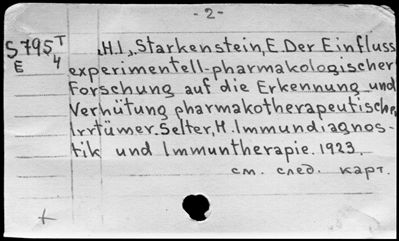 - 2 -
S795 T/4 „H.I.„ Starkenstein, E. Der Einfluss
E experimentell-pharmakologischer
Forschung auf die Erkennung und
Verhütung pharmakotherapeutischer
Irrtümer. Selter, H. Immundiagnos-
tik und Immuntherapie. 1923.
см. след. карт.